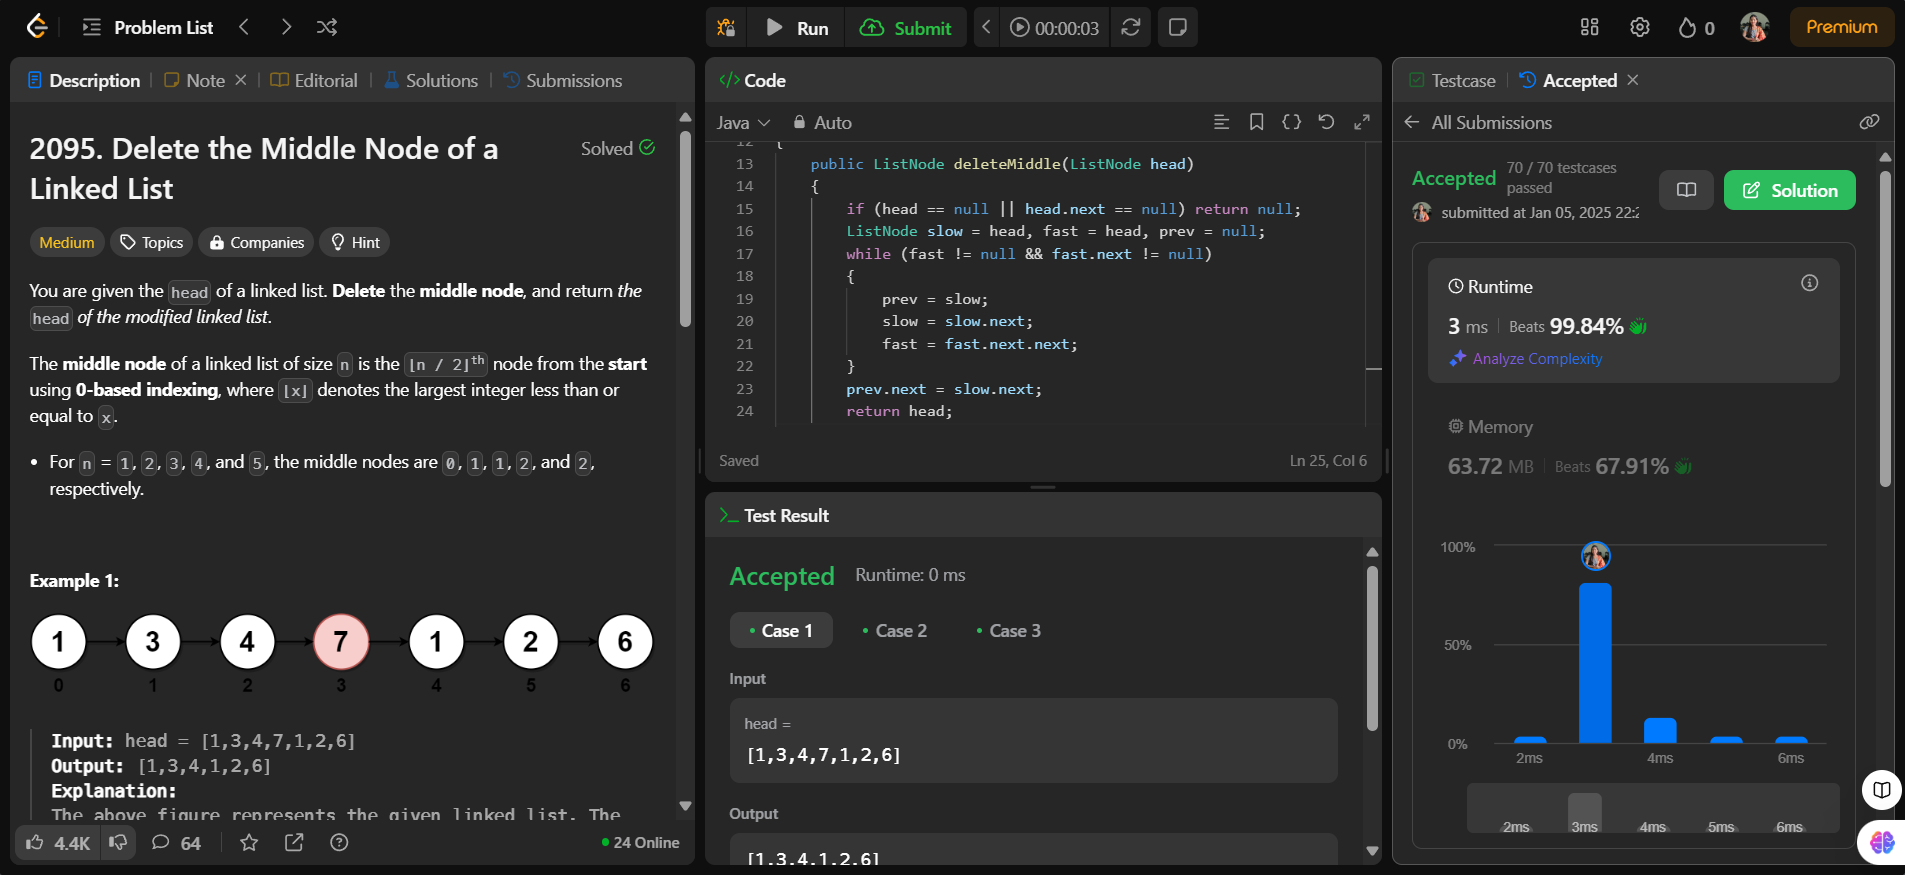 Problem List
Run
Submit
00:00:03
0
Premium
Description
Note
Editorial
Solutions
Submissions
2095. Delete the Middle Node of a
Linked List
Solved
Medium
Topics
Companies
Hint
You are given the head of a linked list. Delete the middle node, and return the
head of the modified linked list.
The middle node of a linked list of size n is the ⌊n / 2⌋th node from the start
using 0-based indexing, where ⌊x⌋ denotes the largest integer less than or
equal to x.
• For n = 1, 2, 3, 4, and 5, the middle nodes are 0, 1, 1, 2, and 2,
respectively.
Example 1:
1 3 4 7 1 2 6
0 1 2 3 4 5 6
Input: head = [1,3,4,7,1,2,6]
Output: [1,3,4,1,2,6]
Explanation:
The above figure represents the given linked list. The
4.4K
64
24 Online
</> Code
Java
Auto
12 {
13 public ListNode deleteMiddle(ListNode head)
14 {
15 if (head == null || head.next == null) return null;
16 ListNode slow = head, fast = head, prev = null;
17 while (fast != null && fast.next != null)
18 {
19 prev = slow;
20 slow = slow.next;
21 fast = fast.next.next;
22 }
23 prev.next = slow.next;
24 return head;
Saved
Ln 25, Col 6
Test Result
Accepted
Runtime: 0 ms
Case 1
Case 2
Case 3
Input
head =
[1,3,4,7,1,2,6]
Output
[1,3,4,1,2,6]
Testcase
Accepted
All Submissions
Accepted
70 / 70 testcases
passed
submitted at Jan 05, 2025 22:2
Solution
Runtime
3 ms
Beats 99.84%
Analyze Complexity
Memory
63.72 MB
Beats 67.91%
100%
50%
0%
2ms
4ms
6ms
2ms
3ms
4ms
5ms
6ms